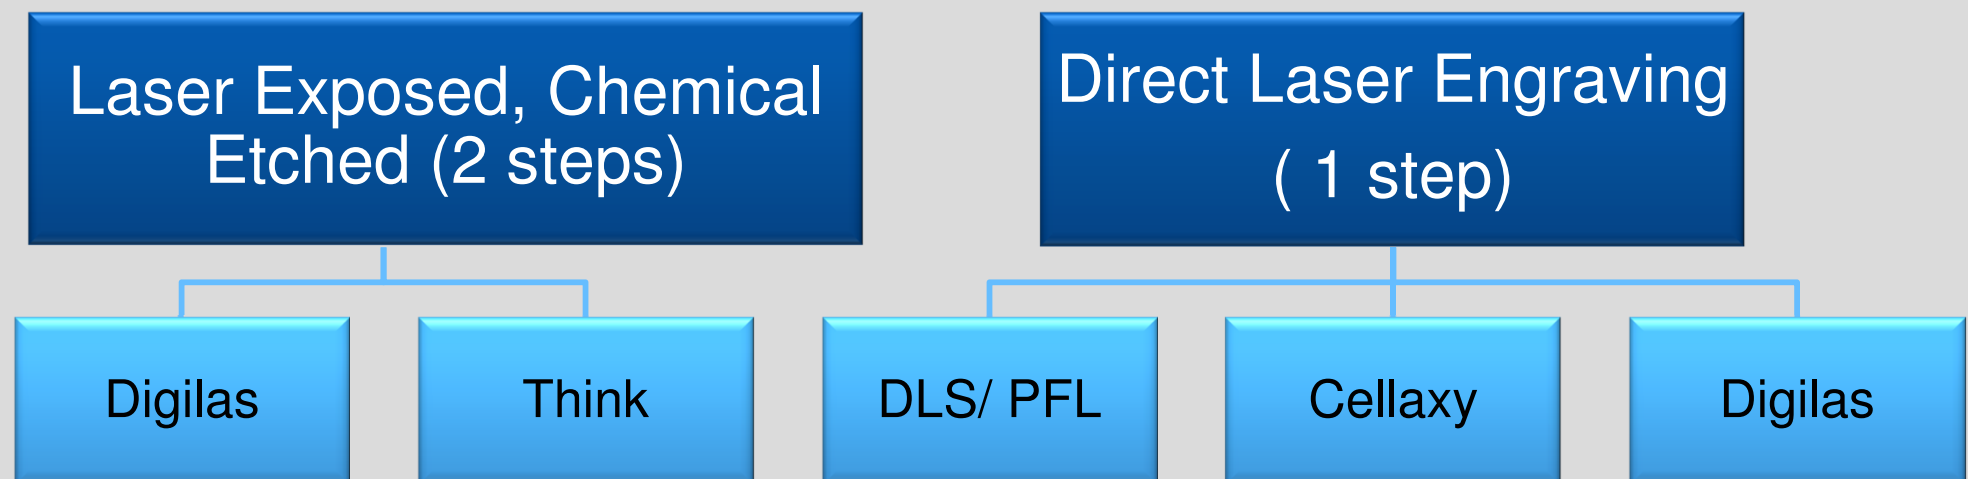 Laser Exposed, Chemical
Etched (2 steps)
Direct Laser Engraving
( 1 step)
Digilas
Think
DLS/ PFL
Cellaxy
Digilas